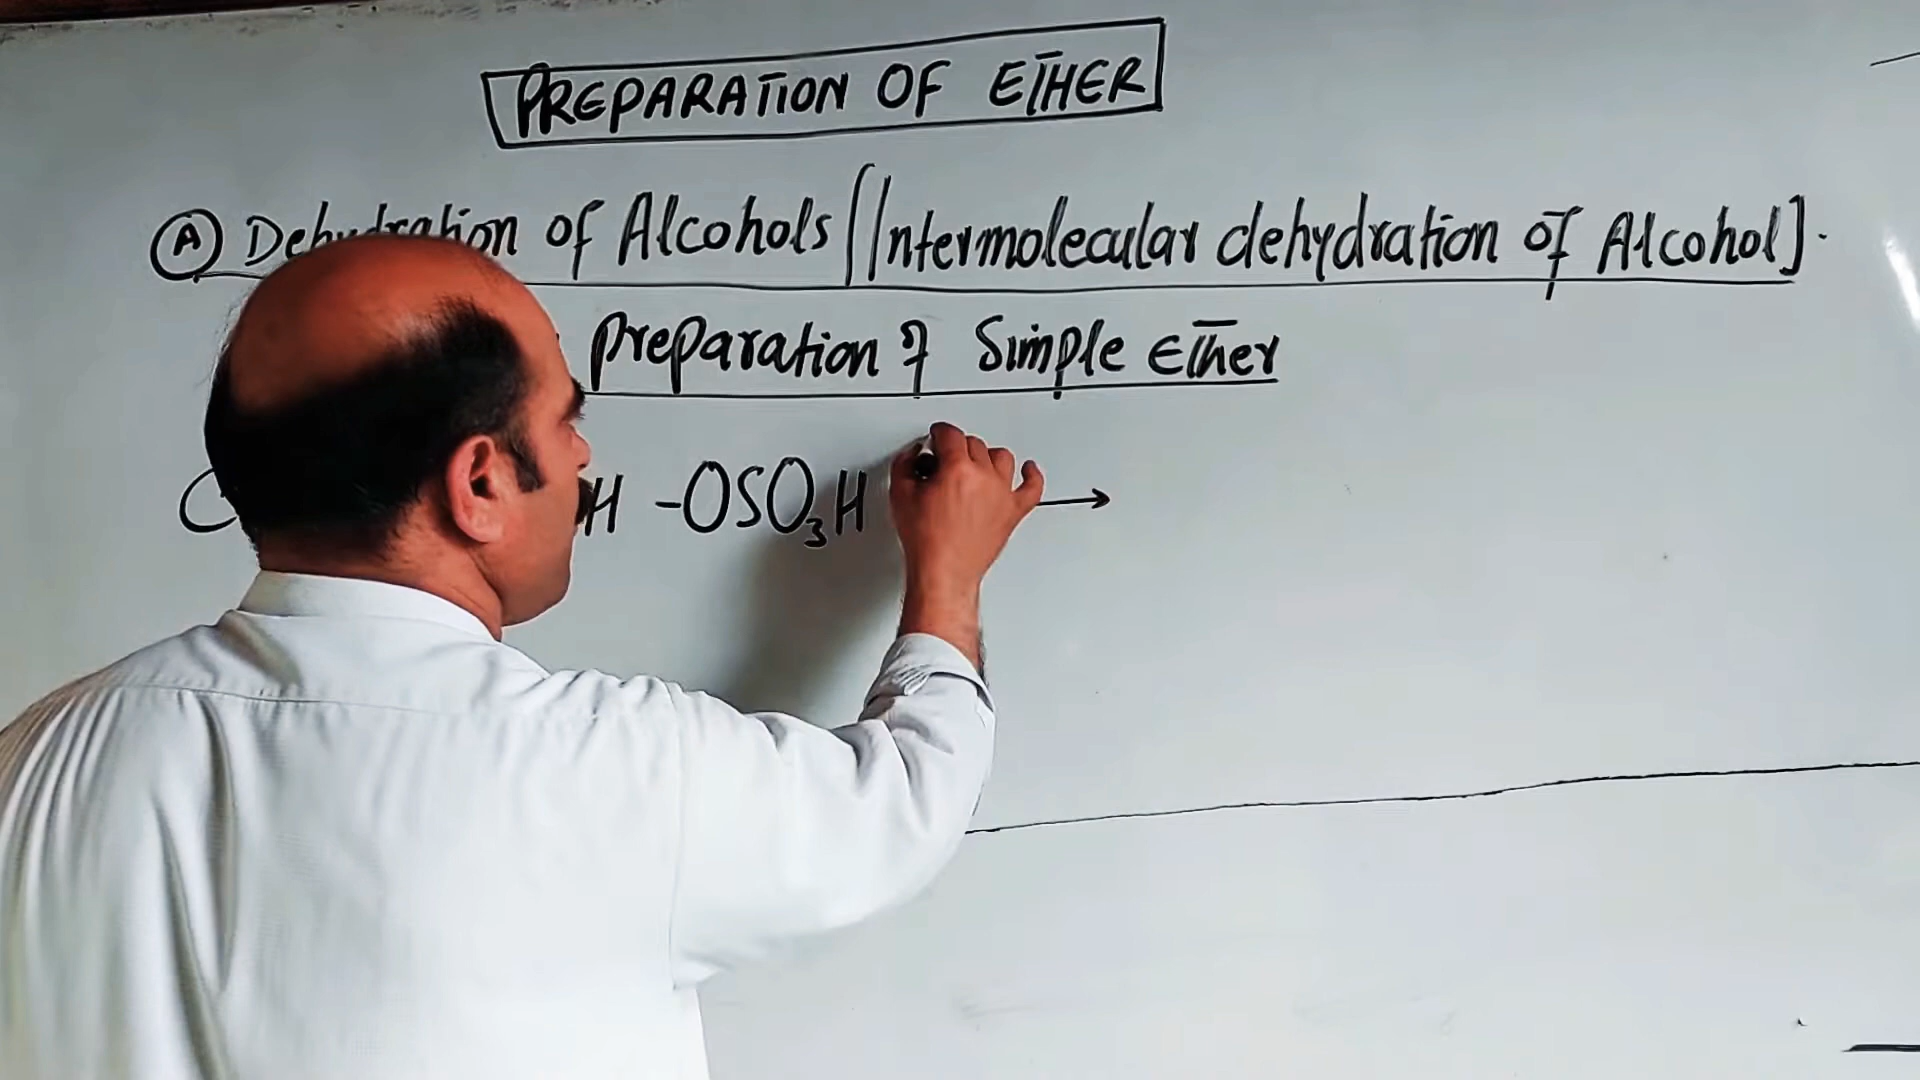 PREPARATION OF ETHER
Ⓐ Dehydration of Alcohols [Intermolecular dehydration of Alcohol].
Preparation of Simple Ether
C H -OSO₃H →